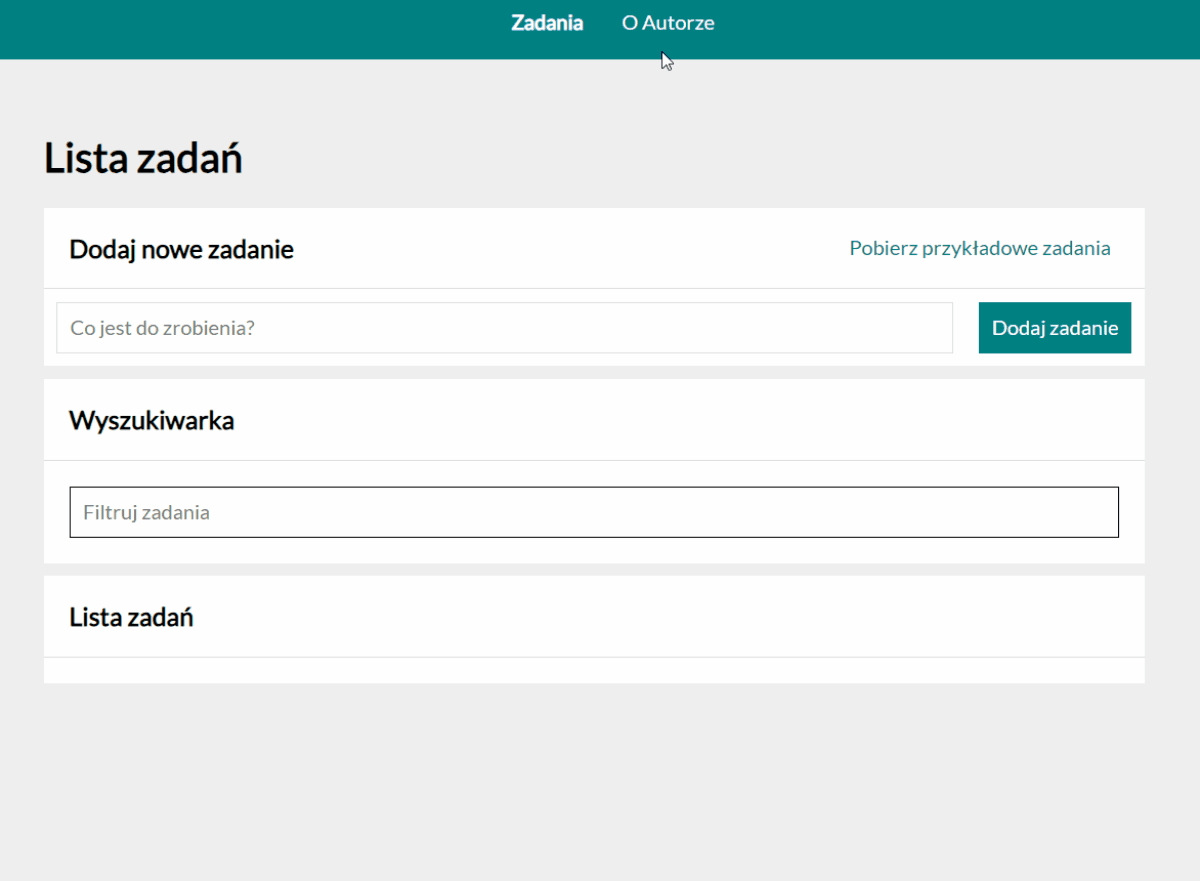 Zadania O Autorze
Lista zadań
Dodaj nowe zadanie Pobierz przykładowe zadania
Co jest do zrobienia? Dodaj zadanie
Wyszukiwarka
Filtruj zadania
Lista zadań